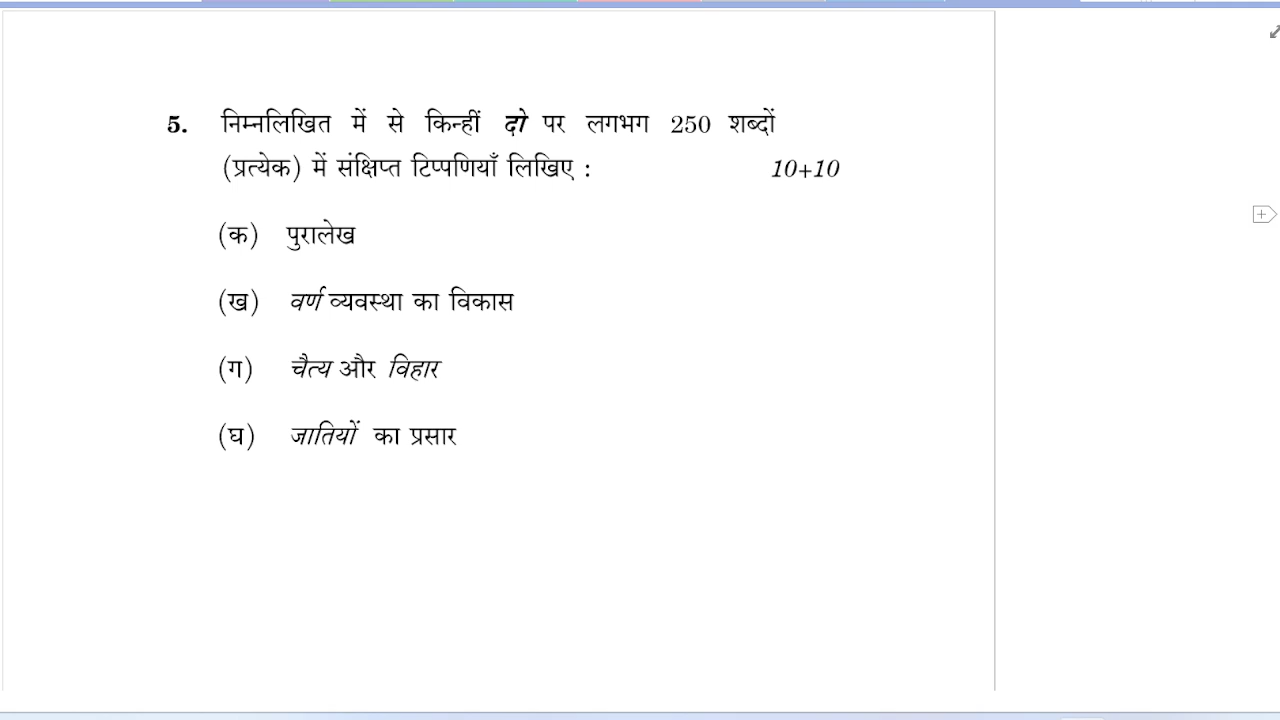 5. निम्नलिखित में से किन्हीं दो पर लगभग 250 शब्दों
(प्रत्येक) में संक्षिप्त टिप्पणियाँ लिखिए : 10+10
(क) पुरालेख
(ख) वर्ण व्यवस्था का विकास
(ग) चैत्य और विहार
(घ) जातियों का प्रसार